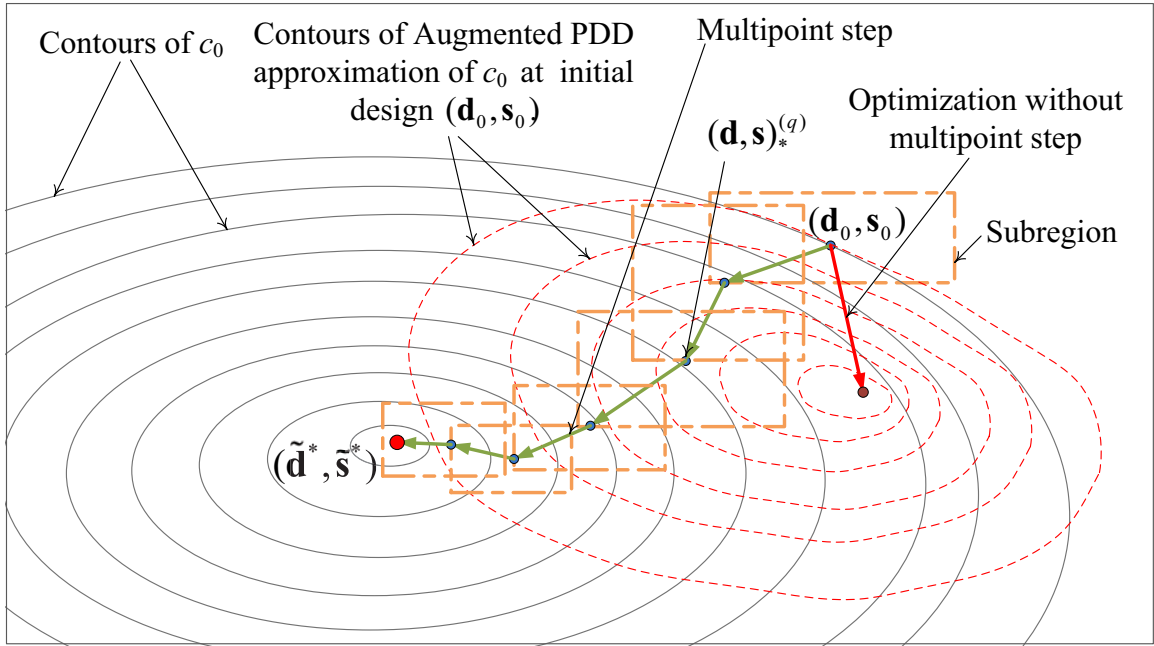 Contours of c₀
Contours of Augmented PDD
approximation of c₀ at initial
design (𝐝₀, 𝐬₀),
Multipoint step
(𝐝, 𝐬)₊⁽q⁾
Optimization without
multipoint step
(𝐝₀, 𝐬₀)
Subregion
(𝐝̃*, 𝐬̃*)